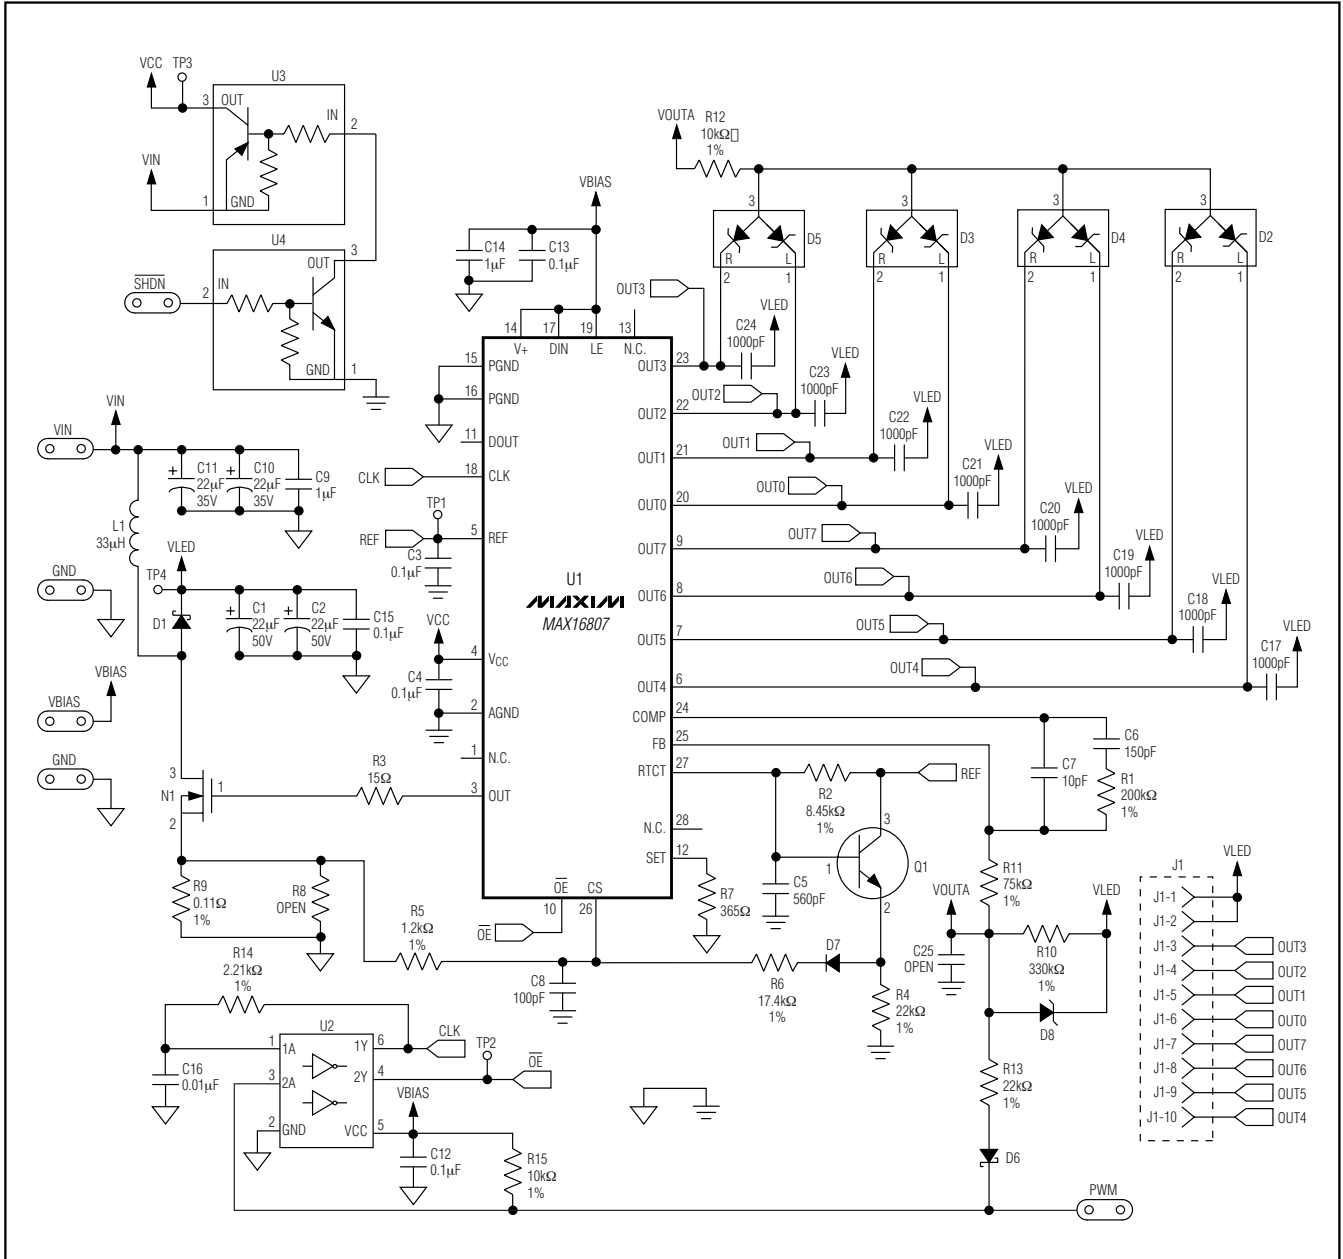 VCC TP3
U3
3 OUT
IN
2
VIN
1
GND
U4
3
OUT
SHDN
2
IN
GND
1
VIN
VIN
C11
22µF
35V
C10
22µF
35V
C9
1µF
L1
33µH
VLED
TP4
GND
D1
C1
22µF
50V
C2
22µF
50V
C15
0.1µF
VBIAS
VBIAS
GND
3
N1
1
2
R3
15Ω
R9
0.11Ω
1%
R8
OPEN
R5
1.2kΩ
1%
R14
2.21kΩ
1%
U2
1 1A
1Y 6
CLK
3 2A
2Y 4
TP2
OE
2 GND
VCC 5
VBIAS
C16
0.01µF
C12
0.1µF
R15
10kΩ
1%
VBIAS
C14
1µF
C13
0.1µF
14 17 19 13
V+ DIN LE N.C.
15 PGND
16 PGND
11 DOUT
CLK 18 CLK
TP1
REF 5 REF
C3
0.1µF
VCC
4 VCC
C4
0.1µF
2 AGND
1 N.C.
3 OUT
U1
MAXIM
MAX16807
OE CS
10 26
OE
C8
100pF
OUT3 23
OUT2 22
OUT1 21
OUT0 20
OUT7 9
OUT6 8
OUT5 7
OUT4 6
COMP 24
FB 25
RTCT 27
N.C. 28
SET 12
R7
365Ω
VOUTA
R12
10kΩ□
1%
3
D5
R L
2 1
3
D3
R L
2 1
3
D4
R L
2 1
3
D2
R L
2 1
OUT3
C24
1000pF
VLED
OUT2
C23
1000pF
VLED
OUT1
C22
1000pF
VLED
OUT0
C21
1000pF
VLED
OUT7
C20
1000pF
VLED
OUT6
C19
1000pF
VLED
OUT5
C18
1000pF
VLED
OUT4
C17
1000pF
VLED
C6
150pF
C7
10pF
R1
200kΩ
1%
R2
8.45kΩ
1%
REF
3
1
Q1
2
C5
560pF
D7
R6
17.4kΩ
1%
R4
22kΩ
1%
R11
75kΩ
1%
VOUTA
C25
OPEN
R10
330kΩ
1%
VLED
D8
R13
22kΩ
1%
D6
PWM
VLED
J1
J1-1
J1-2
J1-3 OUT3
J1-4 OUT2
J1-5 OUT1
J1-6 OUT0
J1-7 OUT7
J1-8 OUT6
J1-9 OUT5
J1-10 OUT4